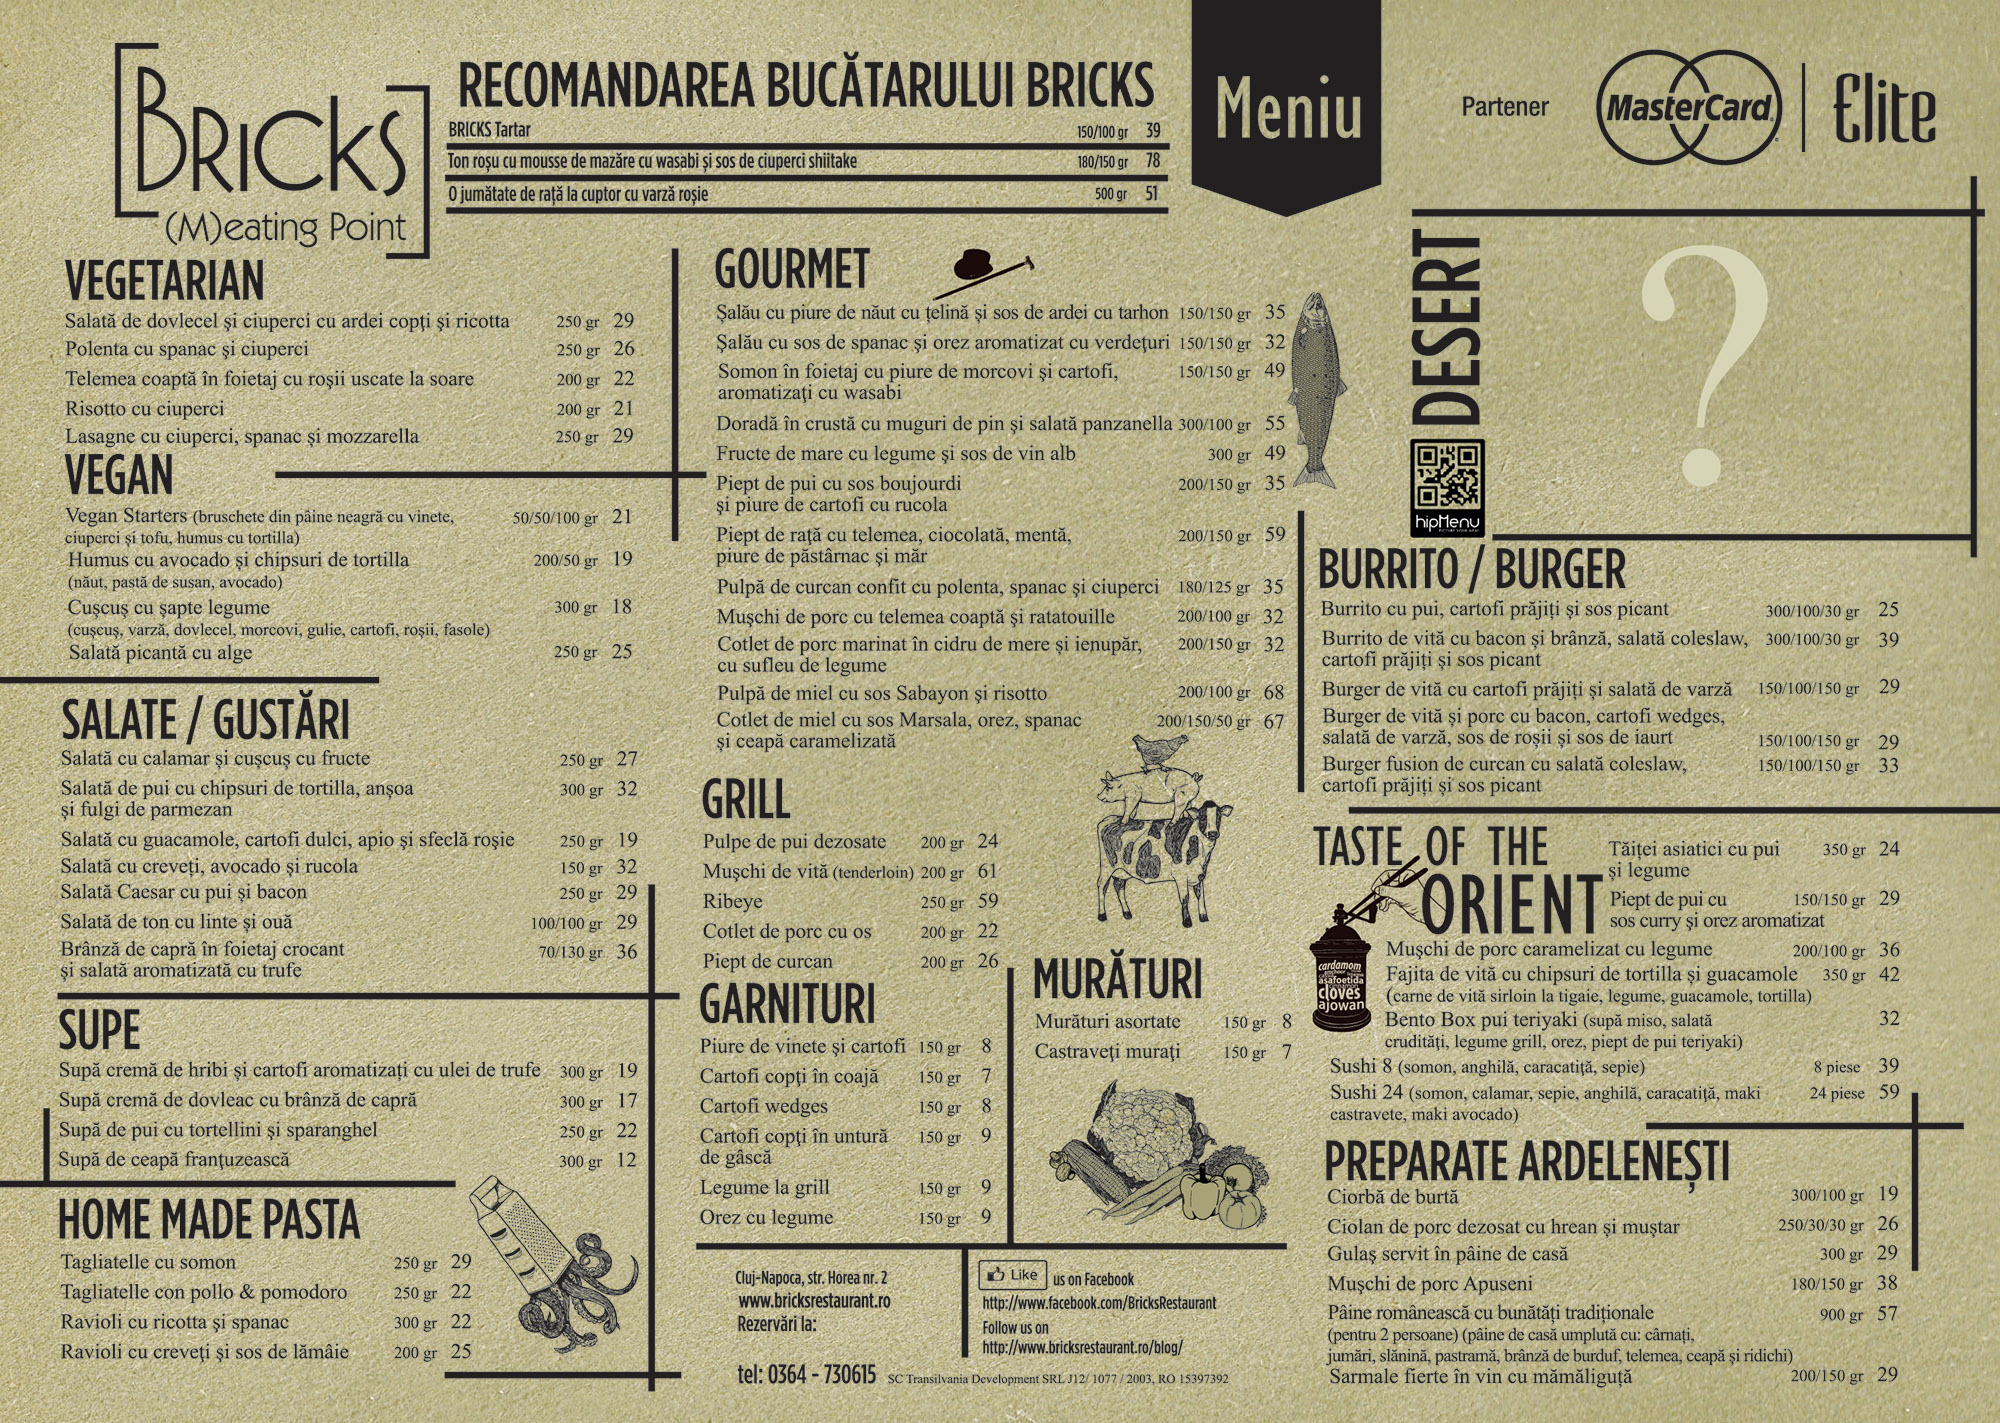 BRICKS
(M)eating Point
RECOMANDAREA BUCĂTARULUI BRICKS
BRICKS Tartar 150/100 gr 39
Ton roșu cu mousse de mazăre cu wasabi și sos de ciuperci shiitake 180/150 gr 78
O jumătate de rață la cuptor cu varză roșie 500 gr 51
Meniu
Partener
MasterCard
Elite
VEGETARIAN
Salată de dovlecel şi ciuperci cu ardei copţi şi ricotta 250 gr 29
Polenta cu spanac şi ciuperci 250 gr 26
Telemea coaptă în foietaj cu roşii uscate la soare 200 gr 22
Risotto cu ciuperci 200 gr 21
Lasagne cu ciuperci, spanac și mozzarella 250 gr 29
VEGAN
Vegan Starters (bruschete din pâine neagră cu vinete, 50/50/100 gr 21
ciuperci și tofu, humus cu tortilla)
Humus cu avocado și chipsuri de tortilla 200/50 gr 19
(năut, pastă de susan, avocado)
Cușcuș cu șapte legume 300 gr 18
(cușcuș, varză, dovlecel, morcovi, gulie, cartofi, roșii, fasole)
Salată picantă cu alge 250 gr 25
SALATE / GUSTĂRI
Salată cu calamar și cușcuș cu fructe 250 gr 27
Salată de pui cu chipsuri de tortilla, anșoa 300 gr 32
și fulgi de parmezan
Salată cu guacamole, cartofi dulci, apio şi sfeclă roşie 250 gr 19
Salată cu creveți, avocado și rucola 150 gr 32
Salată Caesar cu pui şi bacon 250 gr 29
Salată de ton cu linte și ouă 100/100 gr 29
Brânză de capră în foietaj crocant 70/130 gr 36
şi salată aromatizată cu trufe
SUPE
Supă cremă de hribi și cartofi aromatizați cu ulei de trufe 300 gr 19
Supă cremă de dovleac cu brânză de capră 300 gr 17
Supă de pui cu tortellini și sparanghel 250 gr 22
Supă de ceapă franţuzească 300 gr 12
HOME MADE PASTA
Tagliatelle cu somon 250 gr 29
Tagliatelle con pollo & pomodoro 250 gr 22
Ravioli cu ricotta şi spanac 300 gr 22
Ravioli cu creveţi şi sos de lămâie 200 gr 25
GOURMET
Şalău cu piure de năut cu ţelină și sos de ardei cu tarhon 150/150 gr 35
Şalău cu sos de spanac şi orez aromatizat cu verdeţuri 150/150 gr 32
Somon în foietaj cu piure de morcovi şi cartofi, 150/150 gr 49
aromatizaţi cu wasabi
Doradă în crustă cu muguri de pin şi salată panzanella 300/100 gr 55
Fructe de mare cu legume şi sos de vin alb 300 gr 49
Piept de pui cu sos boujourdi 200/150 gr 35
şi piure de cartofi cu rucola
Piept de raţă cu telemea, ciocolată, mentă, 200/150 gr 59
piure de păstârnac şi măr
Pulpă de curcan confit cu polenta, spanac şi ciuperci 180/125 gr 35
Muşchi de porc cu telemea coaptă şi ratatouille 200/100 gr 32
Cotlet de porc marinat în cidru de mere și ienupăr, 200/150 gr 32
cu sufleu de legume
Pulpă de miel cu sos Sabayon și risotto 200/100 gr 68
Cotlet de miel cu sos Marsala, orez, spanac 200/150/50 gr 67
şi ceapă caramelizată
GRILL
Pulpe de pui dezosate 200 gr 24
Muşchi de vită (tenderloin) 200 gr 61
Ribeye 250 gr 59
Cotlet de porc cu os 200 gr 22
Piept de curcan 200 gr 26
GARNITURI
Piure de vinete şi cartofi 150 gr 8
Cartofi copţi în coajă 150 gr 7
Cartofi wedges 150 gr 8
Cartofi copţi în untură 150 gr 9
de gâscă
Legume la grill 150 gr 9
Orez cu legume 150 gr 9
MURĂTURI
Murături asortate 150 gr 8
Castraveţi muraţi 150 gr 7
Cluj-Napoca, str. Horea nr. 2
www.bricksrestaurant.ro
Rezervări la:
tel: 0364 - 730615
Like us on Facebook
http://www.facebook.com/BricksRestaurant
Follow us on
http://www.bricksrestaurant.ro/blog/
SC Transilvania Development SRL J12/ 1077 / 2003, RO 15397392
DESERT
?
hipMenu
BURRITO / BURGER
Burrito cu pui, cartofi prăjiți și sos picant 300/100/30 gr 25
Burrito de vită cu bacon și brânză, salată coleslaw, 300/100/30 gr 39
cartofi prăjiți și sos picant
Burger de vită cu cartofi prăjiți și salată de varză 150/100/150 gr 29
Burger de vită și porc cu bacon, cartofi wedges,
salată de varză, sos de roșii și sos de iaurt 150/100/150 gr 29
Burger fusion de curcan cu salată coleslaw, 150/100/150 gr 33
cartofi prăjiți și sos picant
TASTE OF THE
ORIENT
cardamom
asafoetida
cloves
ajowan
Tăiței asiatici cu pui 350 gr 24
și legume
Piept de pui cu 150/150 gr 29
sos curry și orez aromatizat
Mușchi de porc caramelizat cu legume 200/100 gr 36
Fajita de vită cu chipsuri de tortilla și guacamole 350 gr 42
(carne de vită sirloin la tigaie, legume, guacamole, tortilla)
Bento Box pui teriyaki (supă miso, salată 32
crudități, legume grill, orez, piept de pui teriyaki)
Sushi 8 (somon, anghilă, caracatiţă, sepie) 8 piese 39
Sushi 24 (somon, calamar, sepie, anghilă, caracatiţă, maki 24 piese 59
castravete, maki avocado)
PREPARATE ARDELENEȘTI
Ciorbă de burtă 300/100 gr 19
Ciolan de porc dezosat cu hrean și muștar 250/30/30 gr 26
Gulaş servit în pâine de casă 300 gr 29
Muşchi de porc Apuseni 180/150 gr 38
Pâine românească cu bunătăți tradiționale 900 gr 57
(pentru 2 persoane) (pâine de casă umplută cu: cârnați,
jumări, slănină, pastramă, brânză de burduf, telemea, ceapă și ridichi)
Sarmale fierte în vin cu mămăliguță 200/150 gr 29